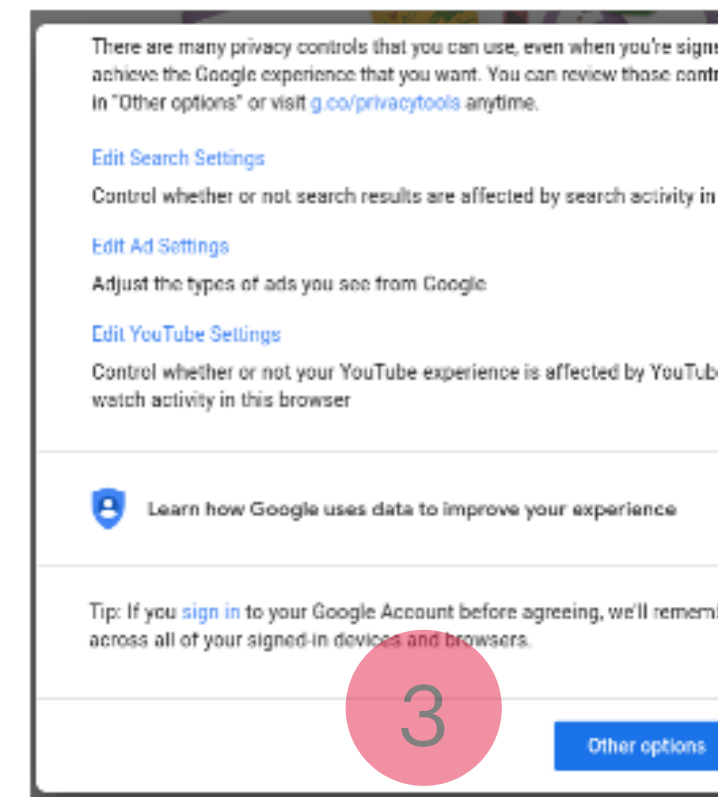 There are many privacy controls that you can use, even when you're signe
achieve the Google experience that you want. You can review those contr
in "Other options" or visit g.co/privacytools anytime.
Edit Search Settings
Control whether or not search results are affected by search activity in
Edit Ad Settings
Adjust the types of ads you see from Google
Edit YouTube Settings
Control whether or not your YouTube experience is affected by YouTube
watch activity in this browser
Learn how Google uses data to improve your experience
Tip: If you sign in to your Google Account before agreeing, we'll rememb
across all of your signed-in devices and browsers.
3
Other options